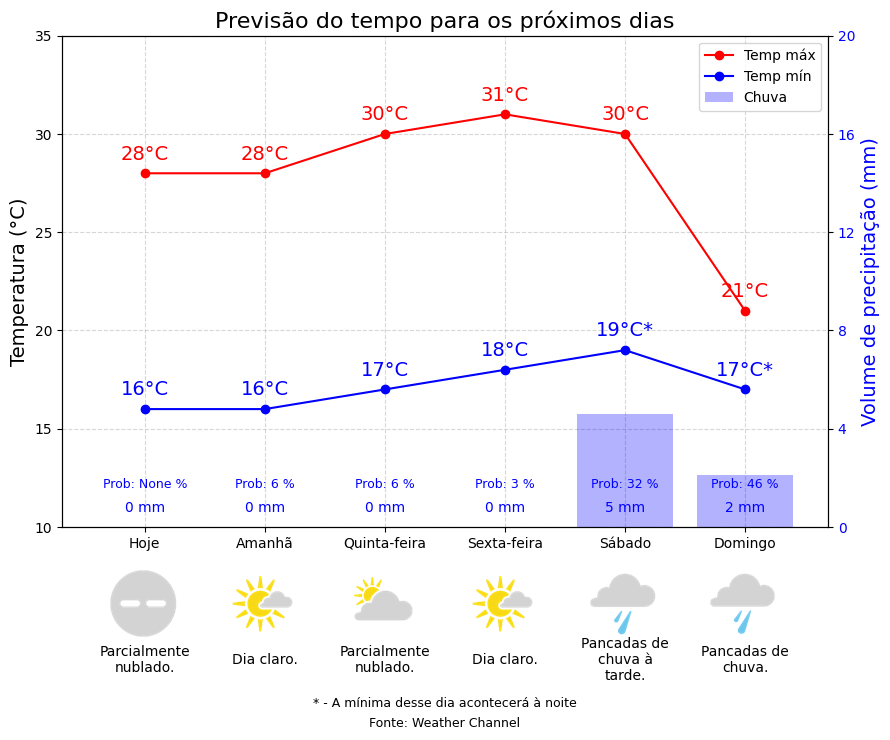 Previsão do tempo para os próximos dias
Temperatura (°C)
Volume de precipitação (mm)
35
30
25
20
15
10
20
16
12
8
4
0
Temp máx
Temp mín
Chuva
28°C
28°C
30°C
31°C
30°C
21°C
16°C
16°C
17°C
18°C
19°C*
17°C*
Prob: None %
Prob: 6 %
Prob: 6 %
Prob: 3 %
Prob: 32 %
Prob: 46 %
0 mm
0 mm
0 mm
0 mm
5 mm
2 mm
Hoje
Amanhã
Quinta-feira
Sexta-feira
Sábado
Domingo
Parcialmente
nublado.
Dia claro.
Parcialmente
nublado.
Dia claro.
Pancadas de
chuva à
tarde.
Pancadas de
chuva.
* - A mínima desse dia acontecerá à noite
Fonte: Weather Channel